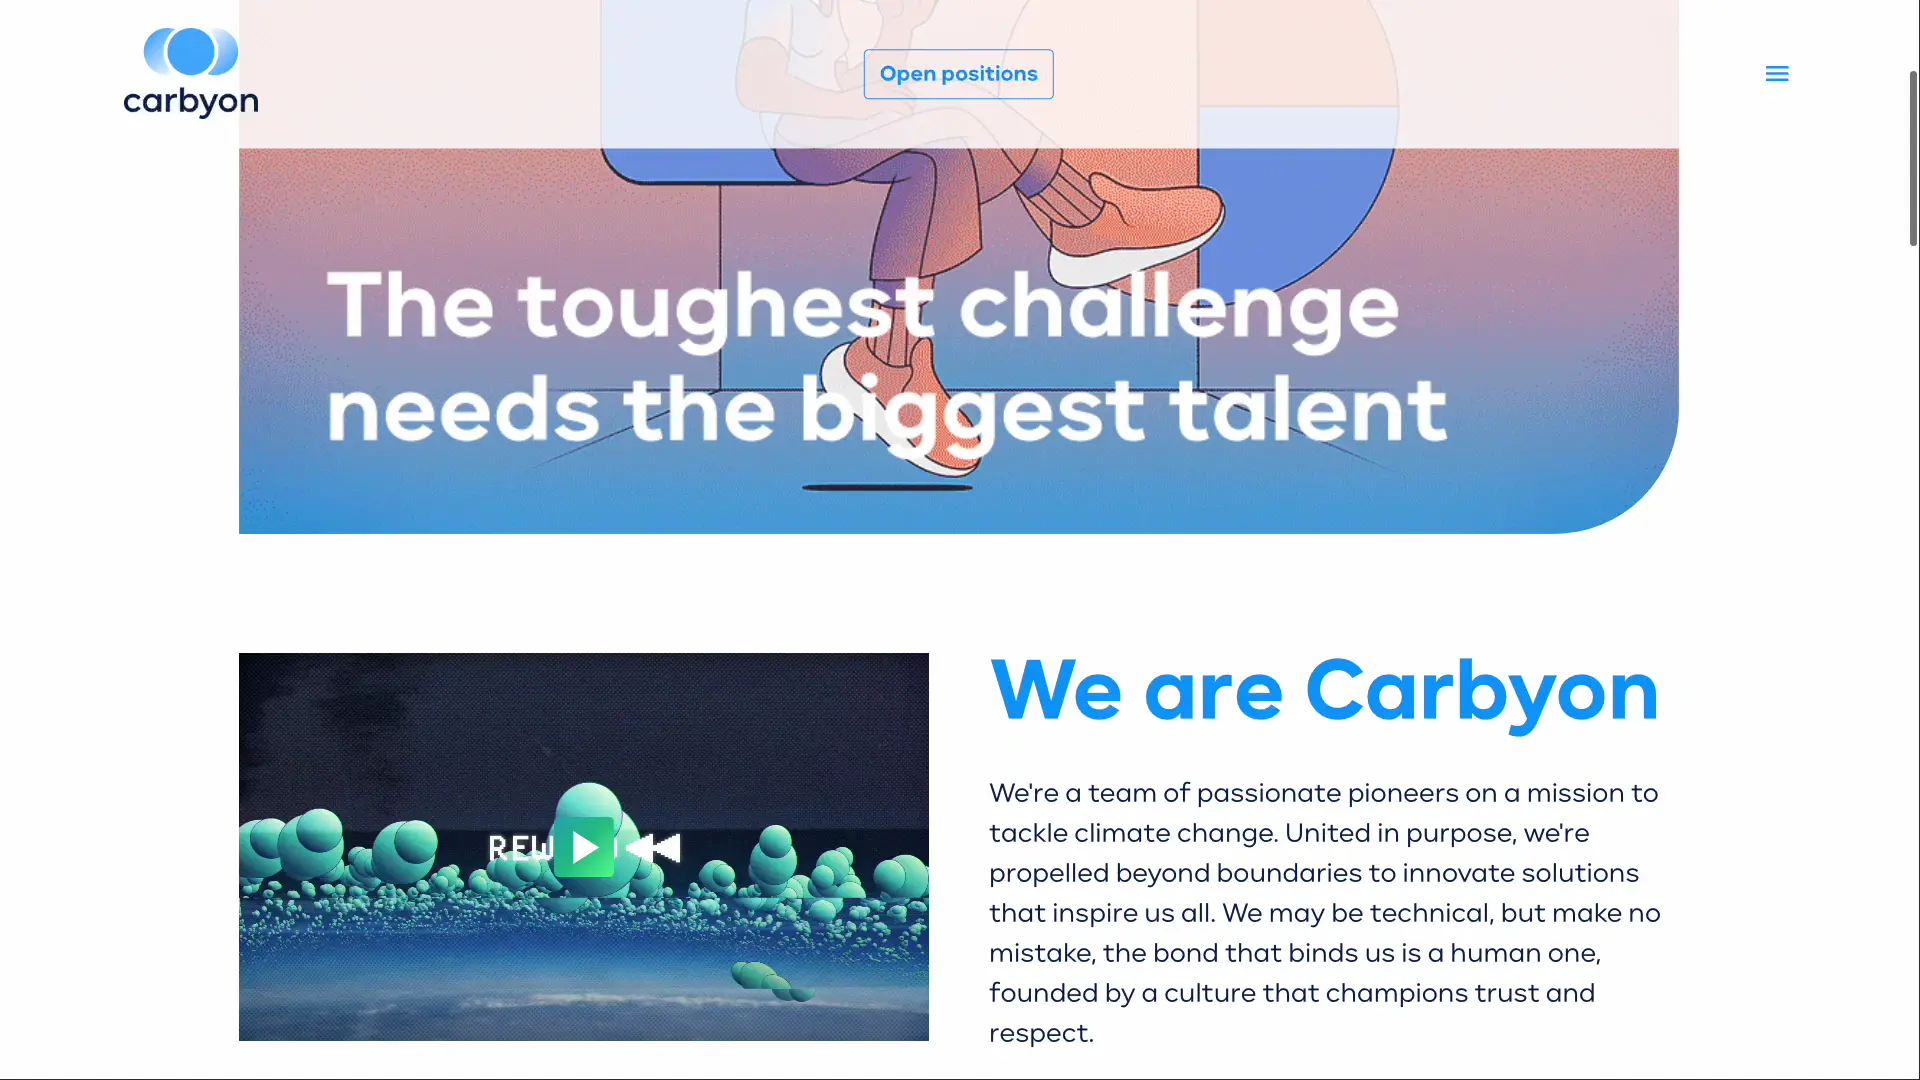 carbyon
Open positions
The toughest challenge
needs the biggest talent
REW
We are Carbyon
We're a team of passionate pioneers on a mission to
tackle climate change. United in purpose, we're
propelled beyond boundaries to innovate solutions
that inspire us all. We may be technical, but make no
mistake, the bond that binds us is a human one,
founded by a culture that champions trust and
respect.